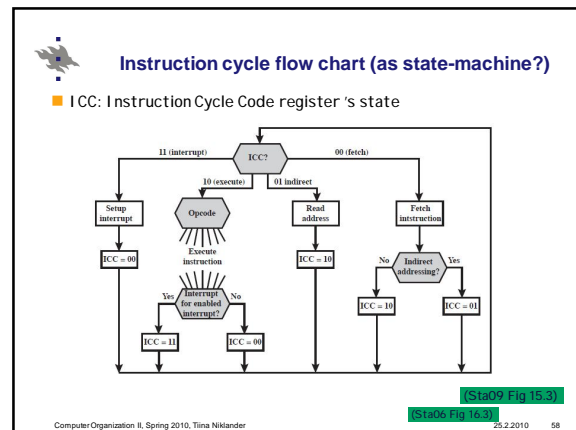 Instruction cycle flow chart (as state-machine?)
ICC: Instruction Cycle Code register's state
11 (interrupt)
ICC?
00 (fetch)
10 (execute)
01 indirect
Setup
interrupt
Opcode
Read
address
Fetch
intstruction
ICC = 00
Execute
instruction
ICC = 10
No
Indirect
addressing?
Yes
Yes
Interrupt
for enabled
interrupt?
No
ICC = 10
ICC = 01
ICC = 11
ICC = 00
(Sta09 Fig 15.3)
(Sta06 Fig 16.3)
Computer Organization II, Spring 2010, Tiina Niklander
25.2.2010
58